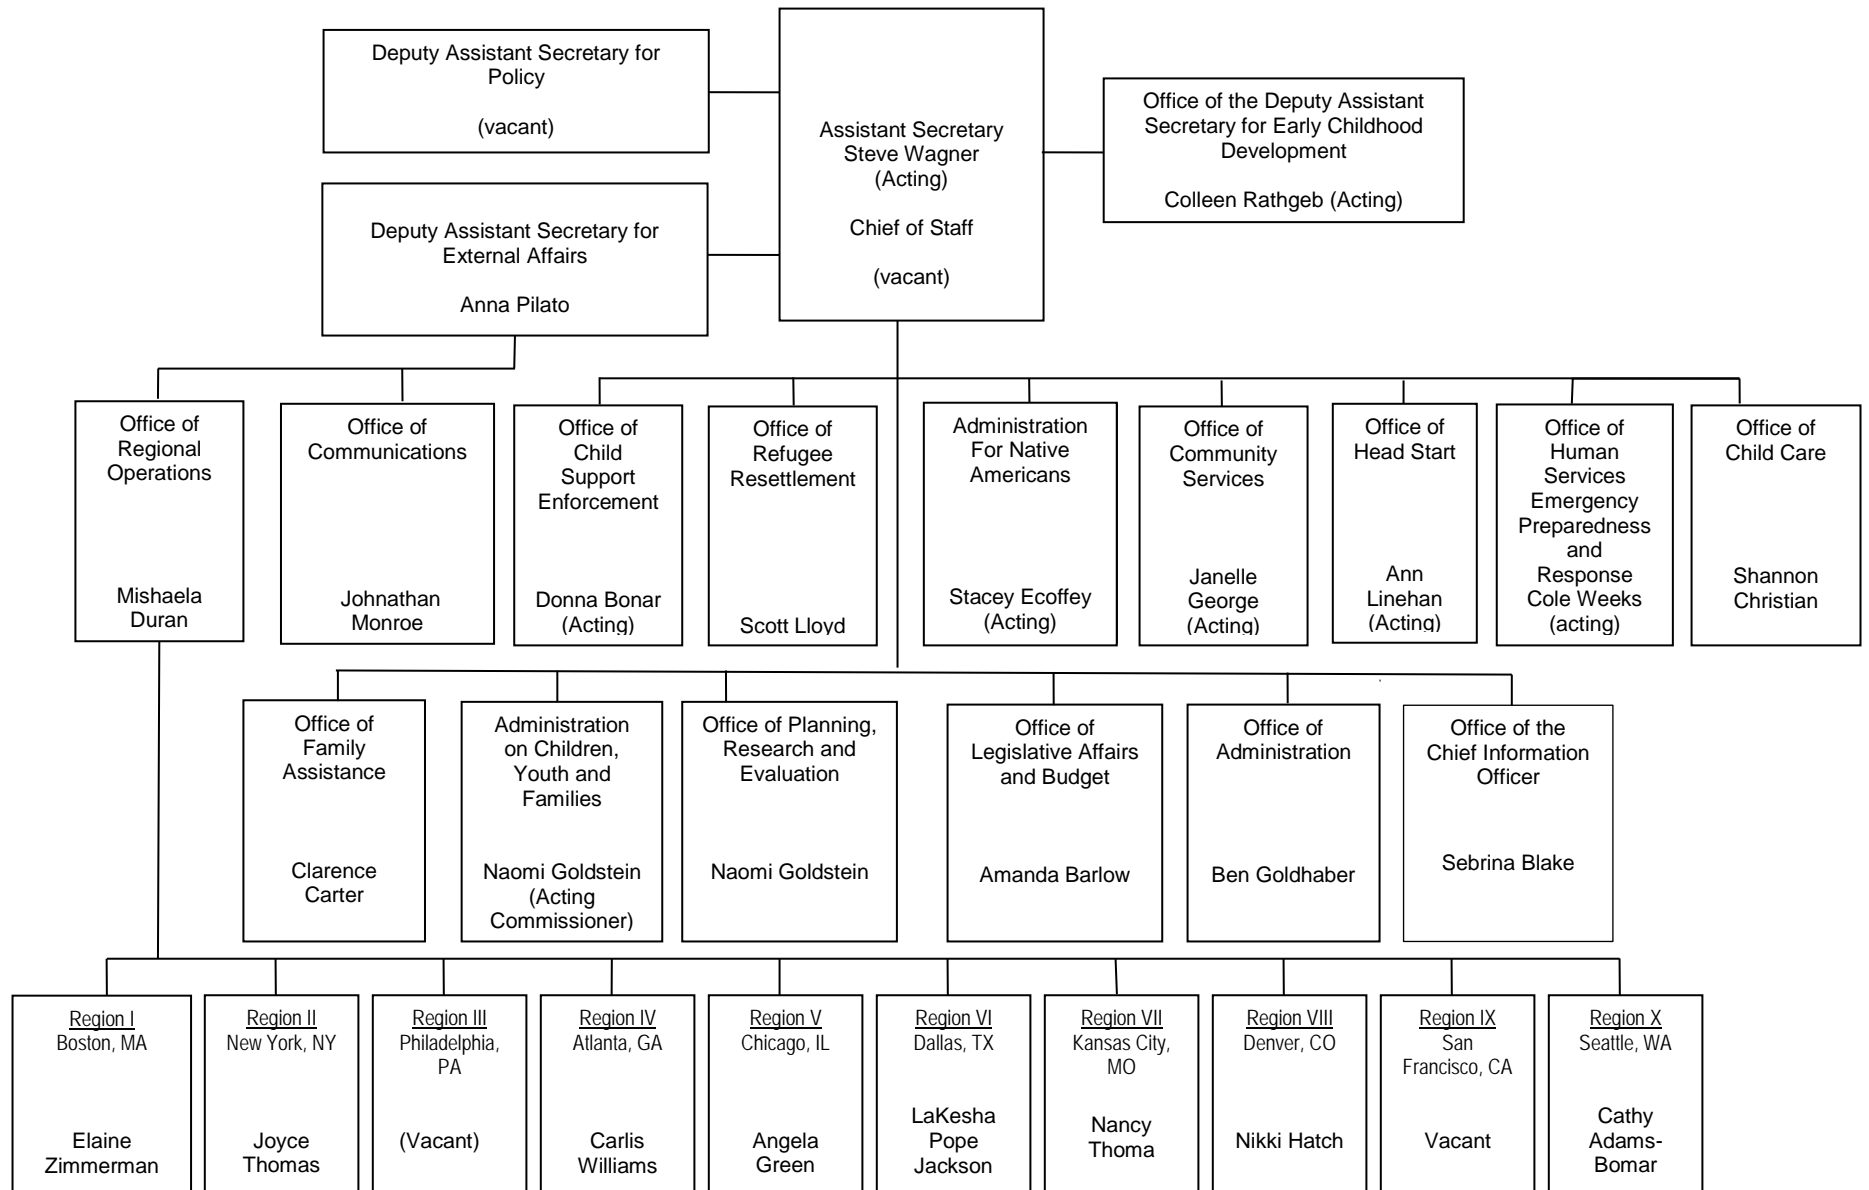 Deputy Assistant Secretary for
Policy
(vacant)
Assistant Secretary
Steve Wagner
(Acting)
Chief of Staff
(vacant)
Office of the Deputy Assistant
Secretary for Early Childhood
Development
Colleen Rathgeb (Acting)
Deputy Assistant Secretary for
External Affairs
Anna Pilato
Office of
Regional
Operations
Mishaela
Duran
Office of
Communications
Johnathan
Monroe
Office of
Child
Support
Enforcement
Donna Bonar
(Acting)
Office of
Refugee
Resettlement
Scott Lloyd
Administration
For Native
Americans
Stacey Ecoffey
(Acting)
Office of
Community
Services
Janelle
George
(Acting)
Office of
Head Start
Ann
Linehan
(Acting)
Office of
Human
Services
Emergency
Preparedness
and
Response
Cole Weeks
(acting)
Office of
Child Care
Shannon
Christian
Office of
Family
Assistance
Clarence
Carter
Administration
on Children,
Youth and
Families
Naomi Goldstein
(Acting
Commissioner)
Office of Planning,
Research and
Evaluation
Naomi Goldstein
Office of
Legislative Affairs
and Budget
Amanda Barlow
Office of
Administration
Ben Goldhaber
Office of the
Chief Information
Officer
Sebrina Blake
Region I
Boston, MA
Elaine
Zimmerman
Region II
New York, NY
Joyce
Thomas
Region III
Philadelphia,
PA
(Vacant)
Region IV
Atlanta, GA
Carlis
Williams
Region V
Chicago, IL
Angela
Green
Region VI
Dallas, TX
LaKesha
Pope
Jackson
Region VII
Kansas City,
MO
Nancy
Thoma
Region VIII
Denver, CO
Nikki Hatch
Region IX
San
Francisco, CA
Vacant
Region X
Seattle, WA
Cathy
Adams-
Bomar